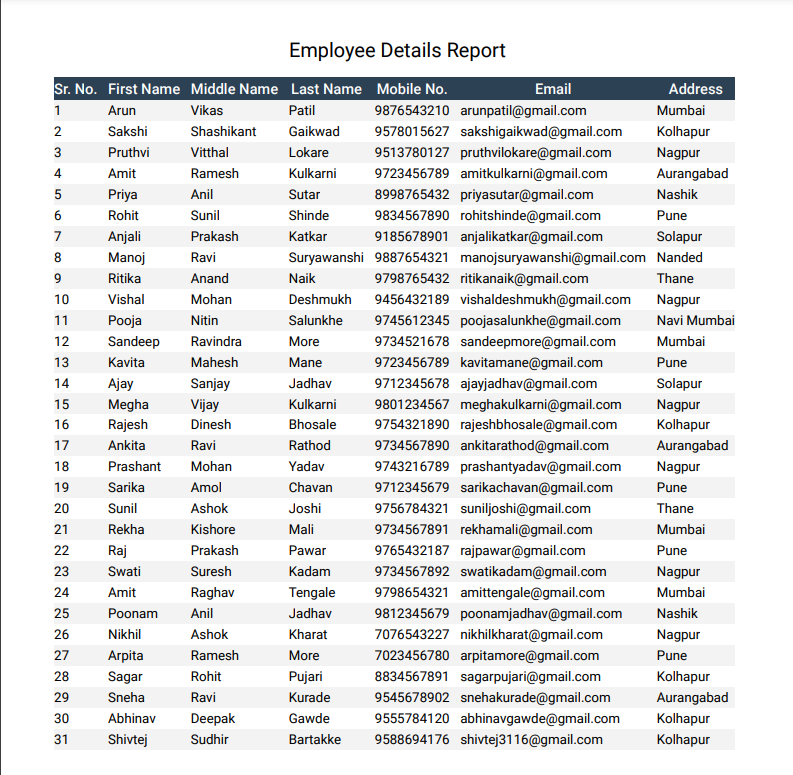 Employee Details Report
Sr. No. First Name Middle Name Last Name Mobile No. Email Address
1 Arun Vikas Patil 9876543210 arunpatil@gmail.com Mumbai
2 Sakshi Shashikant Gaikwad 9578015627 sakshigaikwad@gmail.com Kolhapur
3 Pruthvi Vitthal Lokare 9513780127 pruthvilokare@gmail.com Nagpur
4 Amit Ramesh Kulkarni 9723456789 amitkulkarni@gmail.com Aurangabad
5 Priya Anil Sutar 8998765432 priyasutar@gmail.com Nashik
6 Rohit Sunil Shinde 9834567890 rohitshinde@gmail.com Pune
7 Anjali Prakash Katkar 9185678901 anjalikatkar@gmail.com Solapur
8 Manoj Ravi Suryawanshi 9887654321 manojsuryawanshi@gmail.com Nanded
9 Ritika Anand Naik 9798765432 ritikanaik@gmail.com Thane
10 Vishal Mohan Deshmukh 9456432189 vishaldeshmukh@gmail.com Nagpur
11 Pooja Nitin Salunkhe 9745612345 poojasalunkhe@gmail.com Navi Mumbai
12 Sandeep Ravindra More 9734521678 sandeepmore@gmail.com Mumbai
13 Kavita Mahesh Mane 9723456789 kavitamane@gmail.com Pune
14 Ajay Sanjay Jadhav 9712345678 ajayjadhav@gmail.com Solapur
15 Megha Vijay Kulkarni 9801234567 meghakulkarni@gmail.com Nagpur
16 Rajesh Dinesh Bhosale 9754321890 rajeshbhosale@gmail.com Kolhapur
17 Ankita Ravi Rathod 9734567890 ankitarathod@gmail.com Aurangabad
18 Prashant Mohan Yadav 9743216789 prashantyadav@gmail.com Nagpur
19 Sarika Amol Chavan 9712345679 sarikachavan@gmail.com Pune
20 Sunil Ashok Joshi 9756784321 suniljoshi@gmail.com Thane
21 Rekha Kishore Mali 9734567891 rekhamali@gmail.com Mumbai
22 Raj Prakash Pawar 9765432187 rajpawar@gmail.com Pune
23 Swati Suresh Kadam 9734567892 swatikadam@gmail.com Nagpur
24 Amit Raghav Tengale 9798654321 amittengale@gmail.com Mumbai
25 Poonam Anil Jadhav 9812345679 poonamjadhav@gmail.com Nashik
26 Nikhil Ashok Kharat 7076543227 nikhilkharat@gmail.com Nagpur
27 Arpita Ramesh More 7023456780 arpitamore@gmail.com Pune
28 Sagar Rohit Pujari 8834567891 sagarpujari@gmail.com Kolhapur
29 Sneha Ravi Kurade 9545678902 snehakurade@gmail.com Aurangabad
30 Abhinav Deepak Gawde 9555784120 abhinavgawde@gmail.com Kolhapur
31 Shivtej Sudhir Bartakke 9588694176 shivtej3116@gmail.com Kolhapur